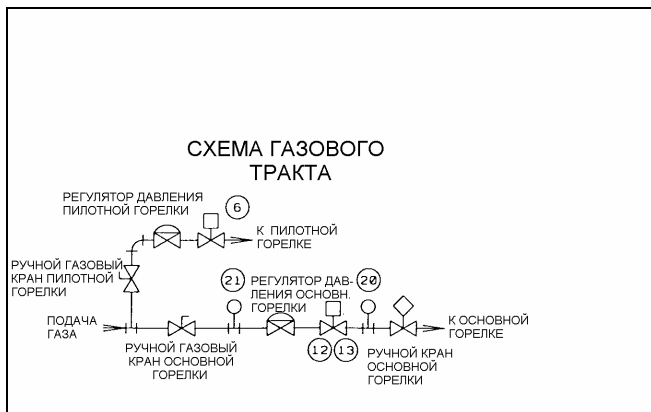 СХЕМА ГАЗОВОГО
ТРАКТА
РЕГУЛЯТОР ДАВЛЕНИЯ
ПИЛОТНОЙ ГОРЕЛКИ
6
К ПИЛОТНОЙ
ГОРЕЛКЕ
РУЧНОЙ ГАЗОВЫЙ
КРАН ПИЛОТНОЙ
ГОРЕЛКИ
21
РЕГУЛЯТОР ДАВ-
ЛЕНИЯ ОСНОВН.
ГОРЕЛКИ
20
ПОДАЧА
ГАЗА
К ОСНОВНОЙ
ГОРЕЛКЕ
РУЧНОЙ ГАЗОВЫЙ
КРАН ОСНОВНОЙ
ГОРЕЛКИ
12 13
РУЧНОЙ КРАН
ОСНОВНОЙ
ГОРЕЛКИ